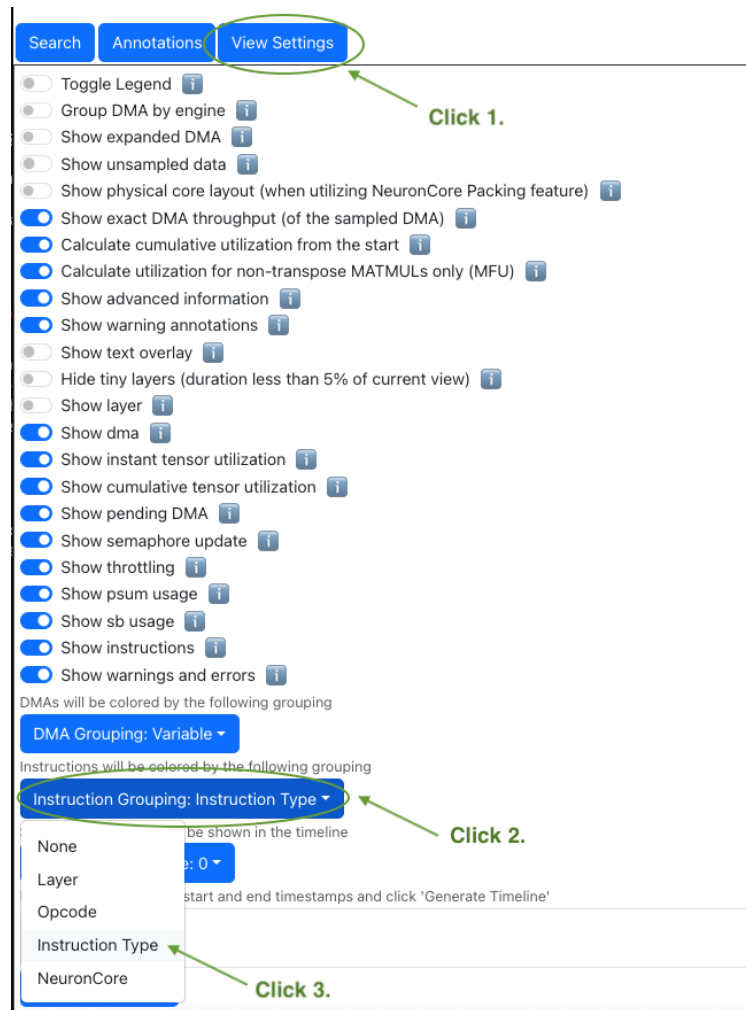 Search Annotations View Settings
Toggle Legend i
Group DMA by engine i
Click 1.
Show expanded DMA i
Show unsampled data i
Show physical core layout (when utilizing NeuronCore Packing feature) i
Show exact DMA throughput (of the sampled DMA) i
Calculate cumulative utilization from the start i
Calculate utilization for non-transpose MATMULs only (MFU) i
Show advanced information i
Show warning annotations i
Show text overlay i
Hide tiny layers (duration less than 5% of current view) i
Show layer i
Show dma i
Show instant tensor utilization i
Show cumulative tensor utilization i
Show pending DMA i
Show semaphore update i
Show throttling i
Show psum usage i
Show sb usage i
Show instructions i
Show warnings and errors i
DMAs will be colored by the following grouping
DMA Grouping: Variable
Instructions will be colored by the following grouping
Instruction Grouping: Instruction Type
be shown in the timeline
Click 2.
None
: 0
Layer
start and end timestamps and click 'Generate Timeline'
Opcode
Instruction Type
NeuronCore
Click 3.